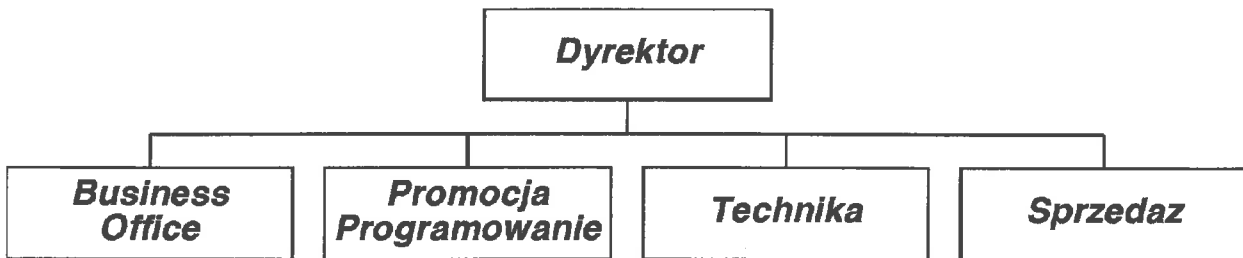 Dyrektor
Business
Office
Promocja
Programowanie
Technika
Sprzedaz